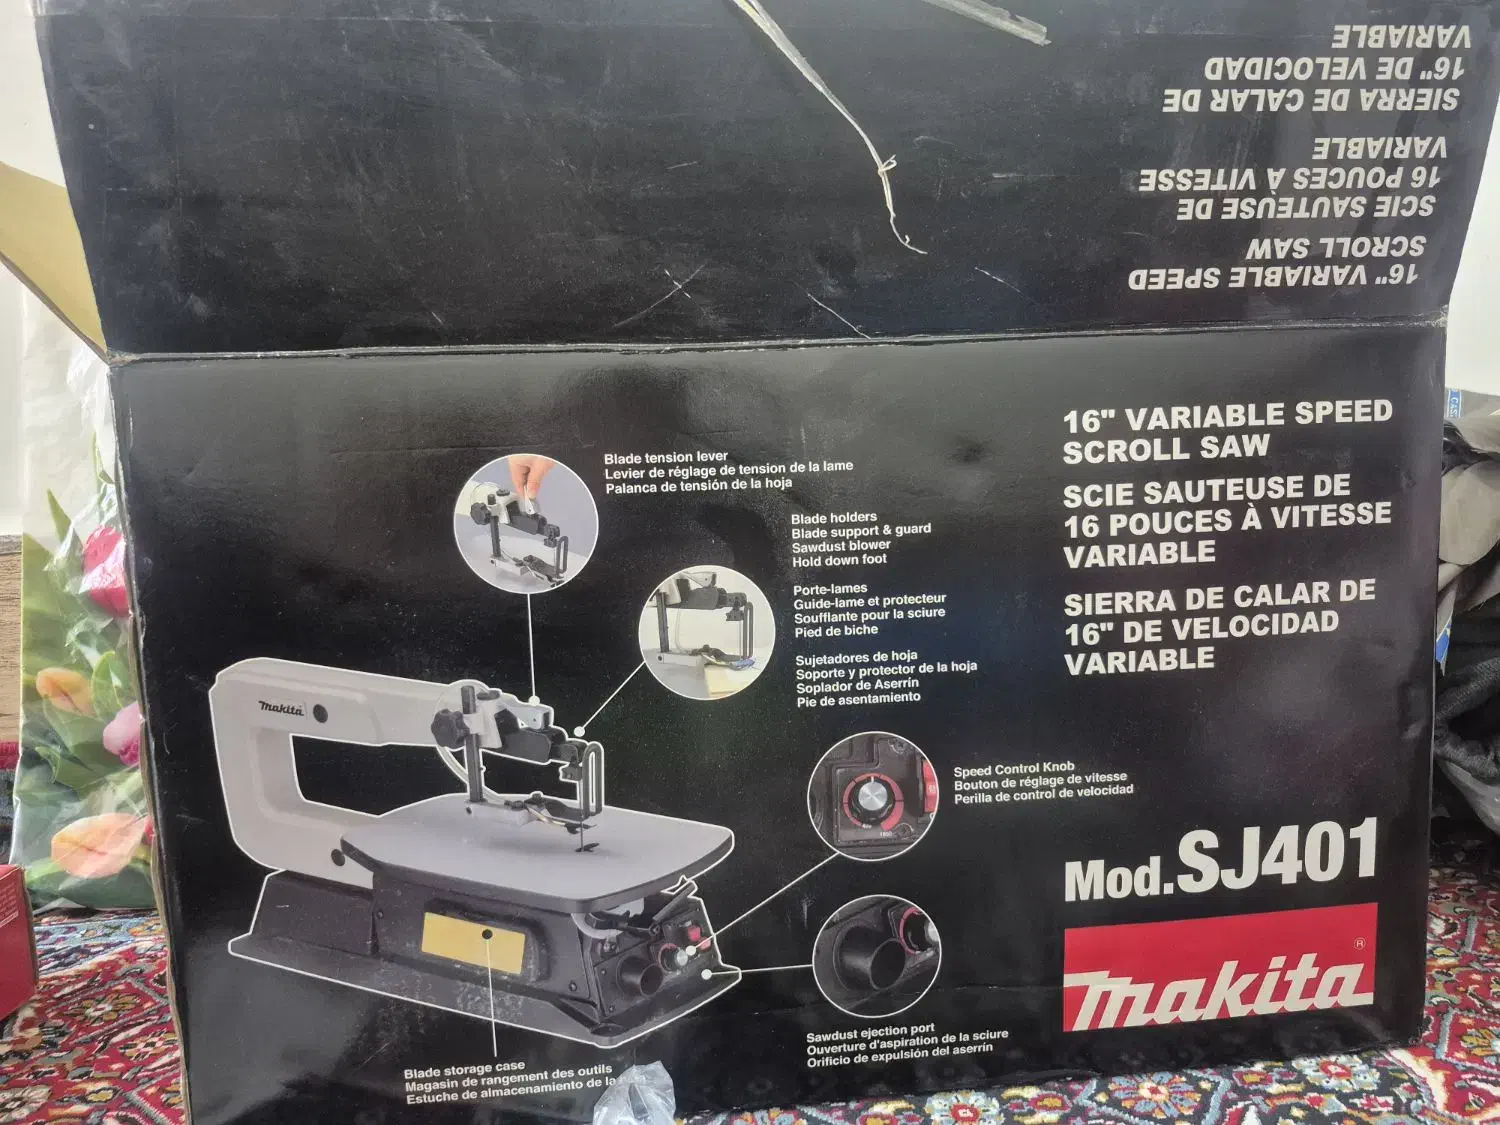 16" VARIABLE SPEED
SCROLL SAW
SCIE SAUTEUSE DE
16 POUCES À VITESSE
VARIABLE
SIERRA DE CALAR DE
16" DE VELOCIDAD
VARIABLE
16" VARIABLE SPEED
SCROLL SAW
SCIE SAUTEUSE DE
16 POUCES À VITESSE
VARIABLE
SIERRA DE CALAR DE
16" DE VELOCIDAD
VARIABLE
Blade tension lever
Levier de réglage de tension de la lame
Palanca de tensión de la hoja
Blade holders
Blade support & guard
Sawdust blower
Hold down foot
Porte-lames
Guide-lame et protecteur
Soufflante pour la sciure
Pied de biche
Sujetadores de hoja
Soporte y protector de la hoja
Soplador de Aserrín
Pie de asentamiento
Makita
Speed Control Knob
Bouton de réglage de vitesse
Perilla de control de velocidad
Mod.SJ401
Makita®
Sawdust ejection port
Ouverture d'aspiration de la sciure
Orificio de expulsión del aserrín
Blade storage case
Magasin de rangement des outils
Estuche de almacenamiento de la